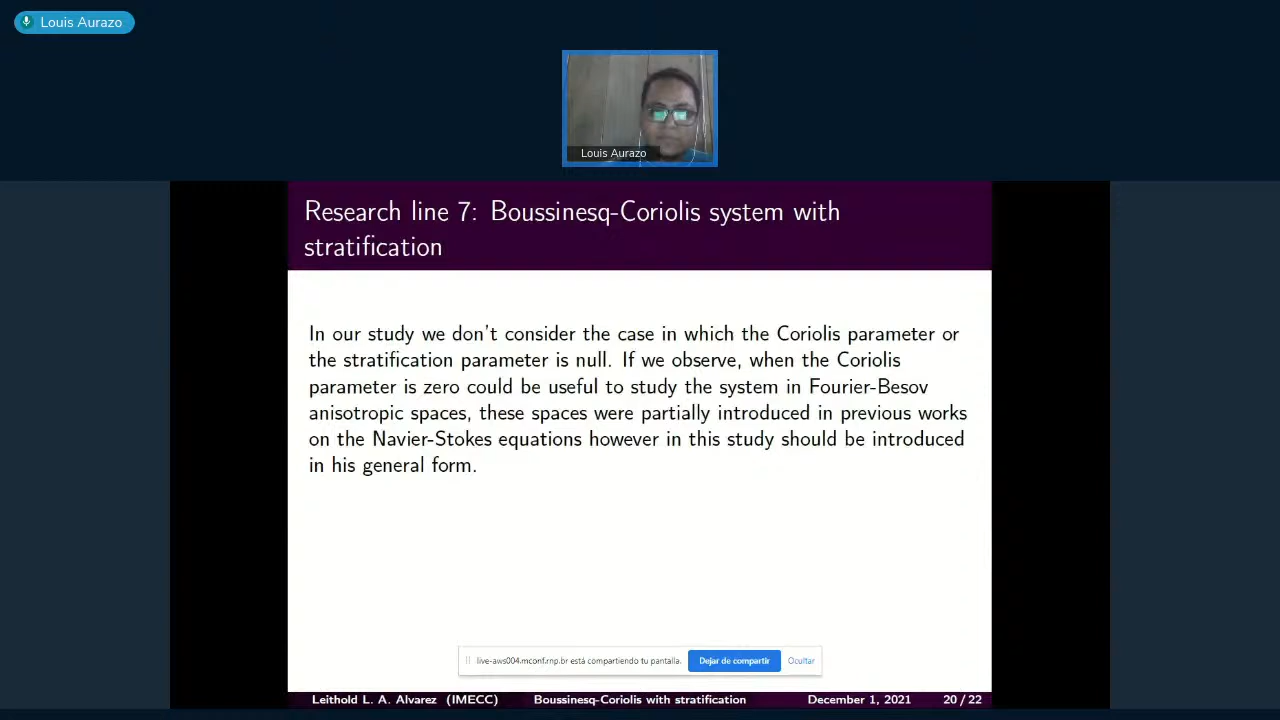 Louis Aurazo
Louis Aurazo
Research line 7: Boussinesq-Coriolis system with
stratification
In our study we don't consider the case in which the Coriolis parameter or
the stratification parameter is null. If we observe, when the Coriolis
parameter is zero could be useful to study the system in Fourier-Besov
anisotropic spaces, these spaces were partially introduced in previous works
on the Navier-Stokes equations however in this study should be introduced
in his general form.
live-aws004.mconf.rnp.br está compartiendo tu pantalla. Dejar de compartir Ocultar
Leithold L. A. Alvarez (IMECC) Boussinesq-Coriolis with stratification December 1, 2021 20 / 22